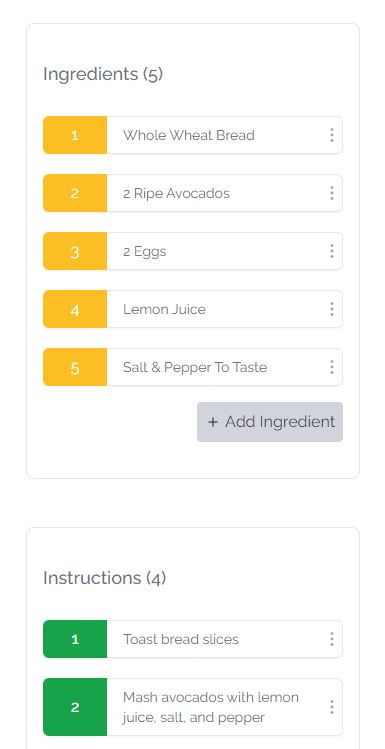 Ingredients (5)
1 Whole Wheat Bread
2 2 Ripe Avocados
3 2 Eggs
4 Lemon Juice
5 Salt & Pepper To Taste
+ Add Ingredient
Instructions (4)
1 Toast bread slices
2 Mash avocados with lemon
juice, salt, and pepper